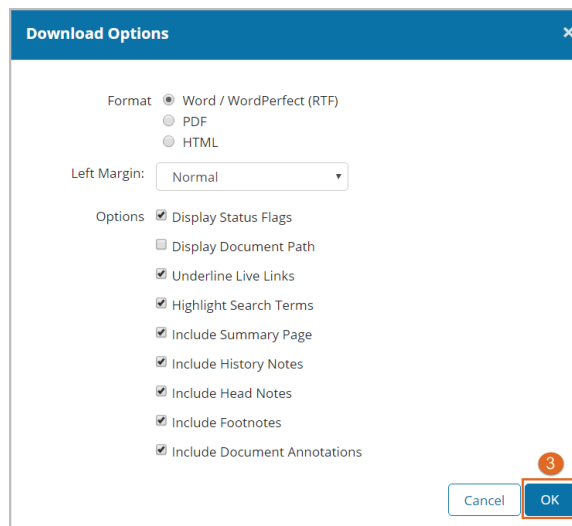 Download Options ×
Format Word / WordPerfect (RTF)
PDF
HTML
Left Margin: Normal
Options Display Status Flags
Display Document Path
Underline Live Links
Highlight Search Terms
Include Summary Page
Include History Notes
Include Head Notes
Include Footnotes
Include Document Annotations
3
Cancel OK